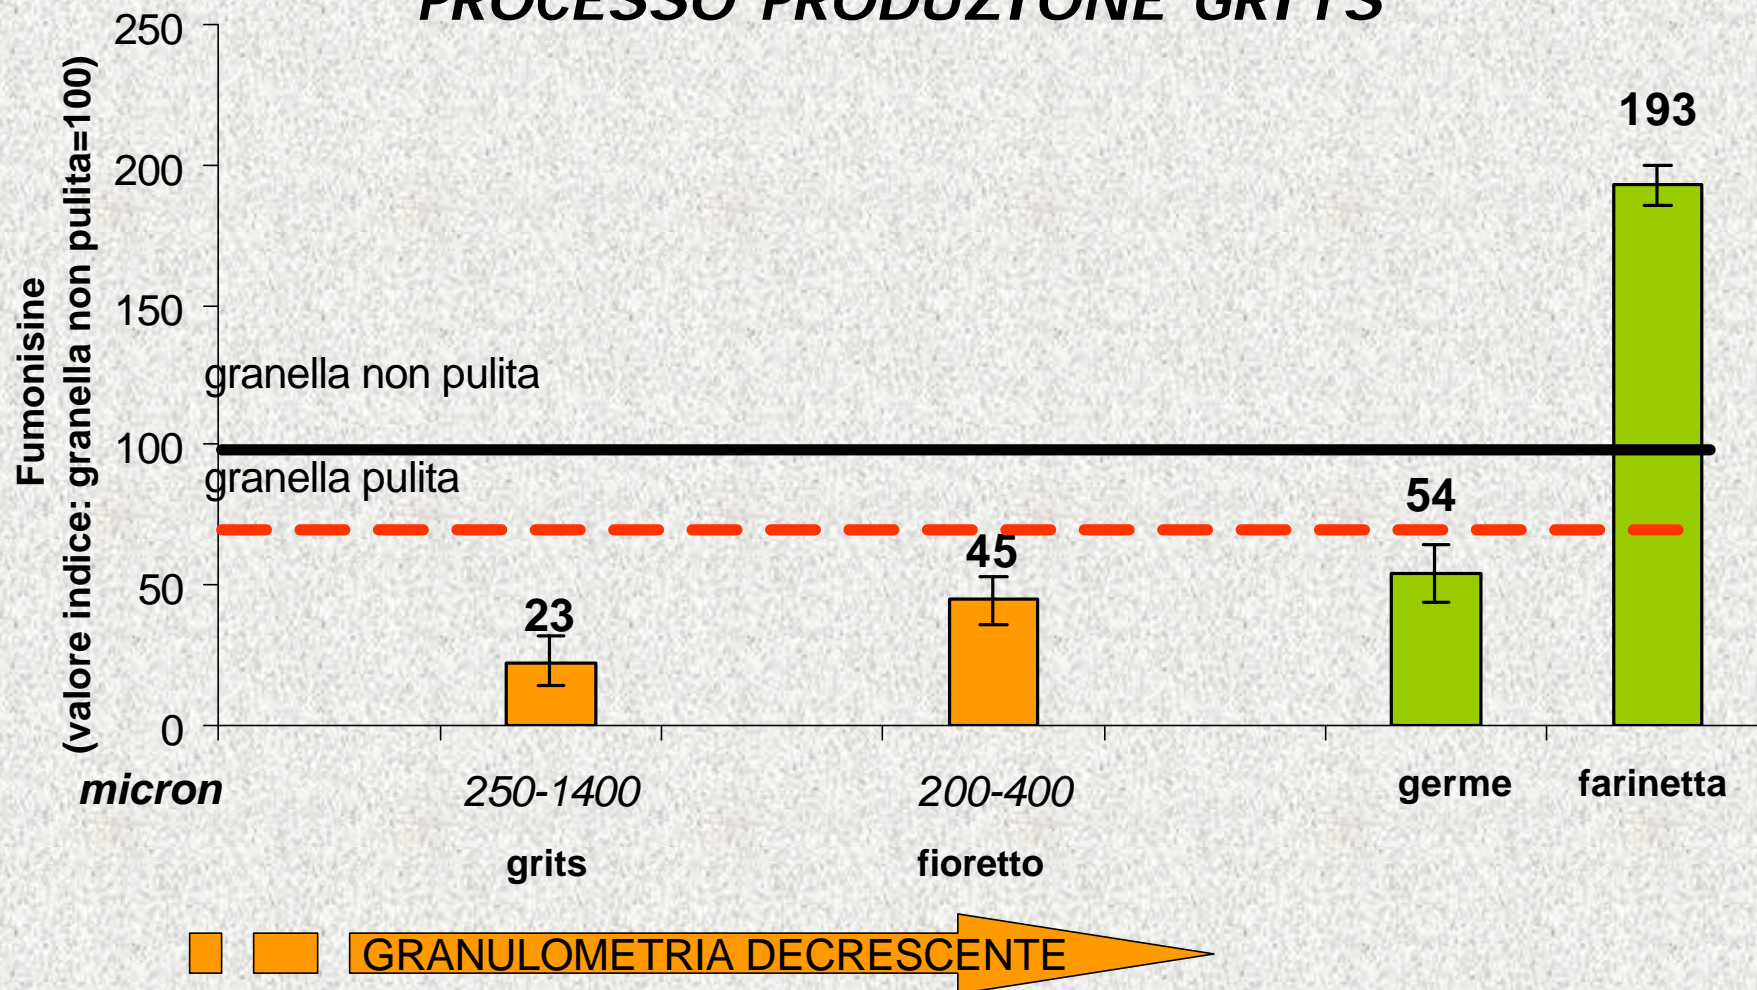 PROCESSO PRODUZIONE GRITS
Fumonisine
(valore indice: granella non pulita=100)
250
200
150
100
50
0
granella non pulita
granella pulita
23
45
54
193
micron
250-1400
200-400
germe
farinetta
grits
fioretto
GRANULOMETRIA DECRESCENTE